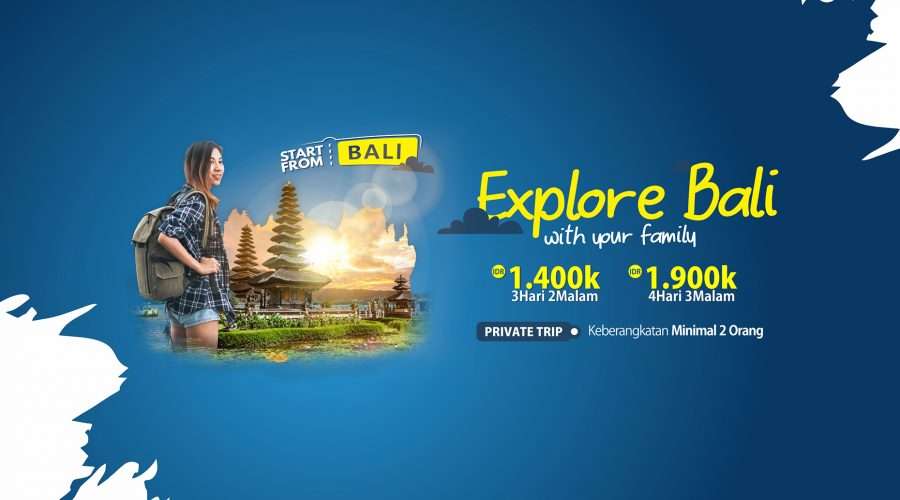 START
FROM
BALI
Explore Bali
with your family
IDR 1.400k
3Hari 2Malam
IDR 1.900k
4Hari 3Malam
PRIVATE TRIP
Keberangkatan Minimal 2 Orang